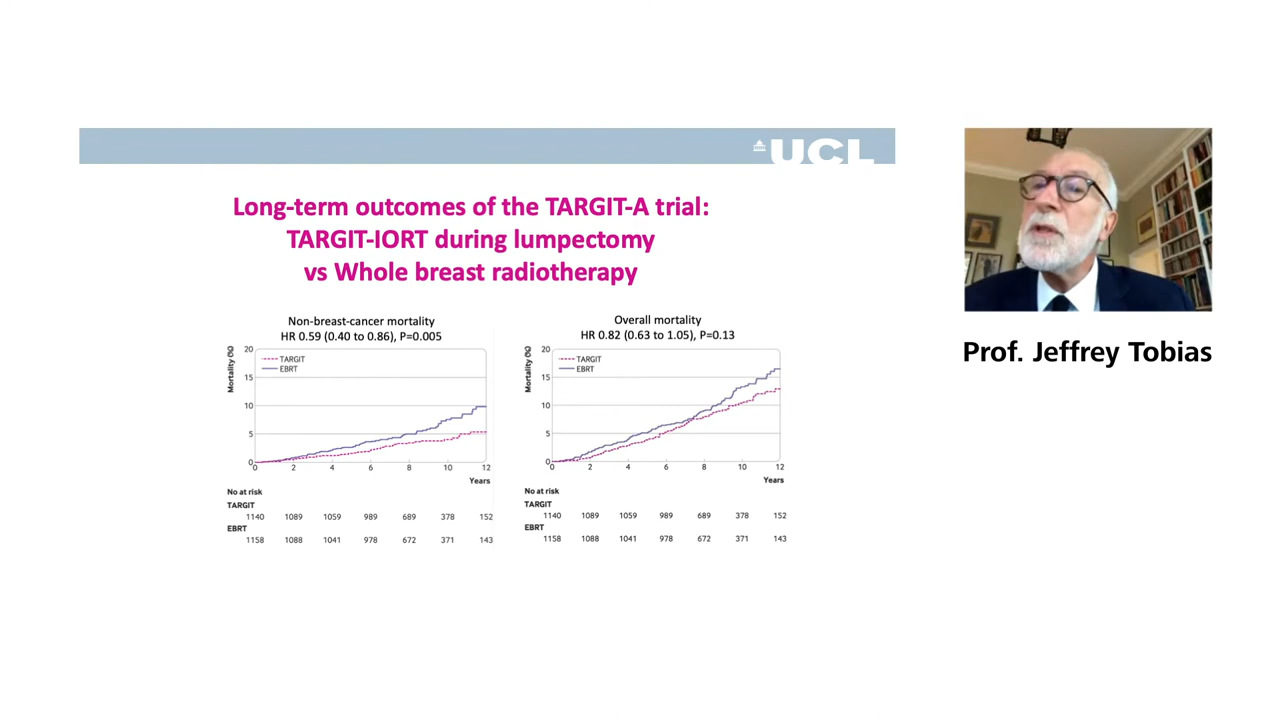 UCL
Long-term outcomes of the TARGIT-A trial:
TARGIT-IORT during lumpectomy
vs Whole breast radiotherapy
Non-breast-cancer mortality
HR 0.59 (0.40 to 0.86), P=0.005
Mortality (%)
20
15
10
5
0
TARGIT
EBRT
0 2 4 6 8 10 12
Years
No at risk
TARGIT
1140 1089 1059 989 689 378 152
EBRT
1158 1088 1041 978 672 371 143
Overall mortality
HR 0.82 (0.63 to 1.05), P=0.13
Mortality (%)
20
15
10
5
0
TARGIT
EBRT
0 2 4 6 8 10 12
Years
No at risk
TARGIT
1140 1089 1059 989 689 378 152
EBRT
1158 1088 1041 978 672 371 143
Prof. Jeffrey Tobias